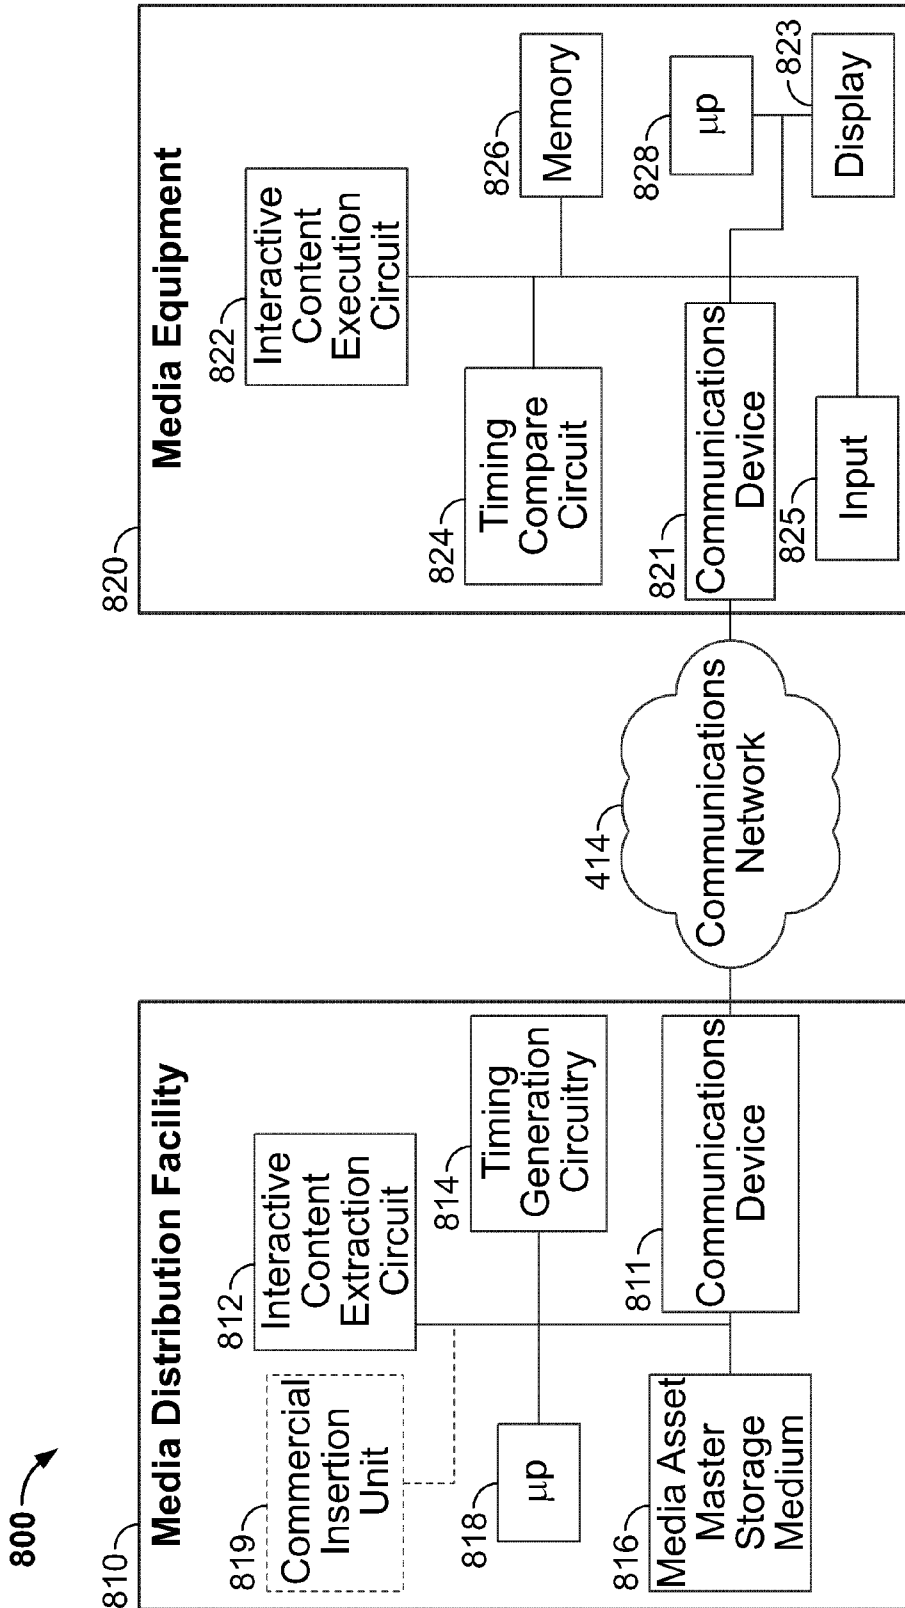 800
810
Media Distribution Facility
819
Commercial
Insertion
Unit
812
Interactive
Content
Extraction
Circuit
818
μp
814
Timing
Generation
Circuitry
816
Media Asset
Master
Storage
Medium
811
Communications
Device
414
Communications
Network
820
Media Equipment
822
Interactive
Content
Execution
Circuit
824
Timing
Compare
Circuit
826
Memory
821
Communications
Device
828
μp
825
Input
823
Display